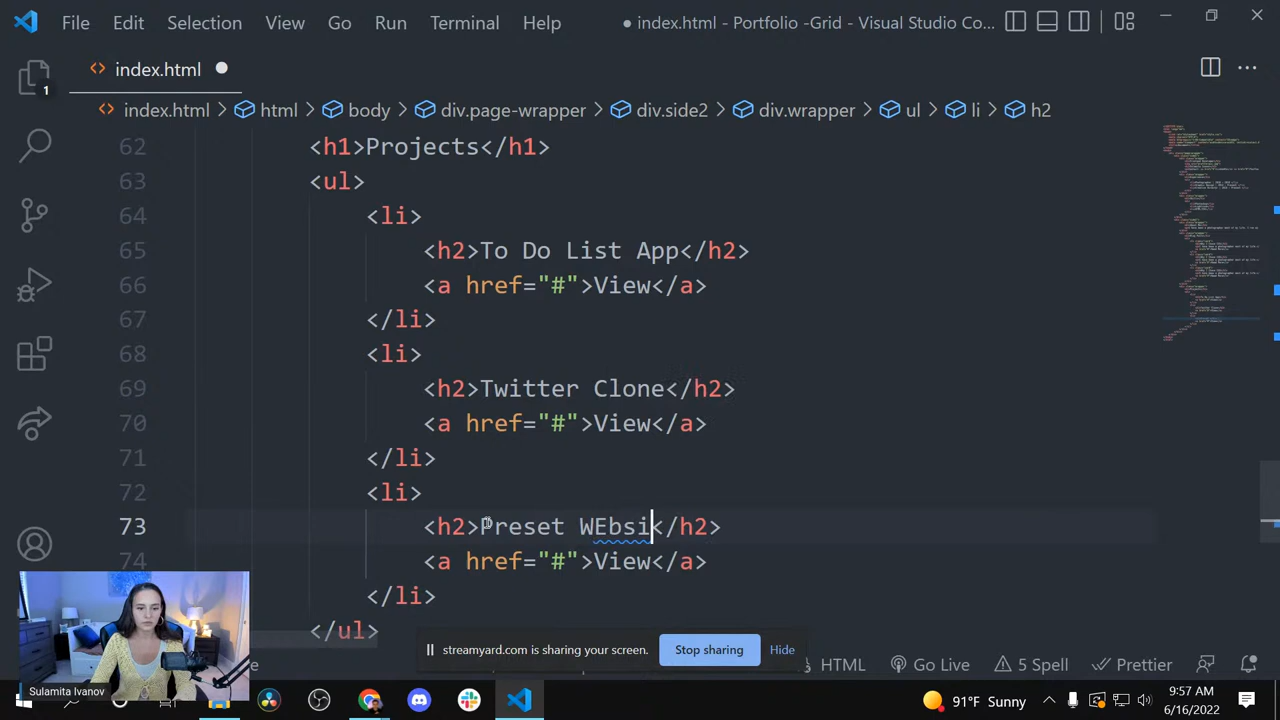 File Edit Selection View Go Run Terminal Help ● index.html - Portfolio -Grid - Visual Studio Co...
1
<> index.html ●
<> index.html > html > body > div.page-wrapper > div.side2 > div.wrapper > ul > li > h2
62 <h1>Projects</h1>
63 <ul>
64 <li>
65 <h2>To Do List App</h2>
66 <a href="#">View</a>
67 </li>
68 <li>
69 <h2>Twitter Clone</h2>
70 <a href="#">View</a>
71 </li>
72 <li>
73 <h2>Preset WEbsi</h2>
74 <a href="#">View</a>
</li>
</ul>
streamyard.com is sharing your screen. Stop sharing Hide
HTML Go Live 5 Spell Prettier
Sulamita Ivanov
91°F Sunny
9:57 AM
6/16/2022